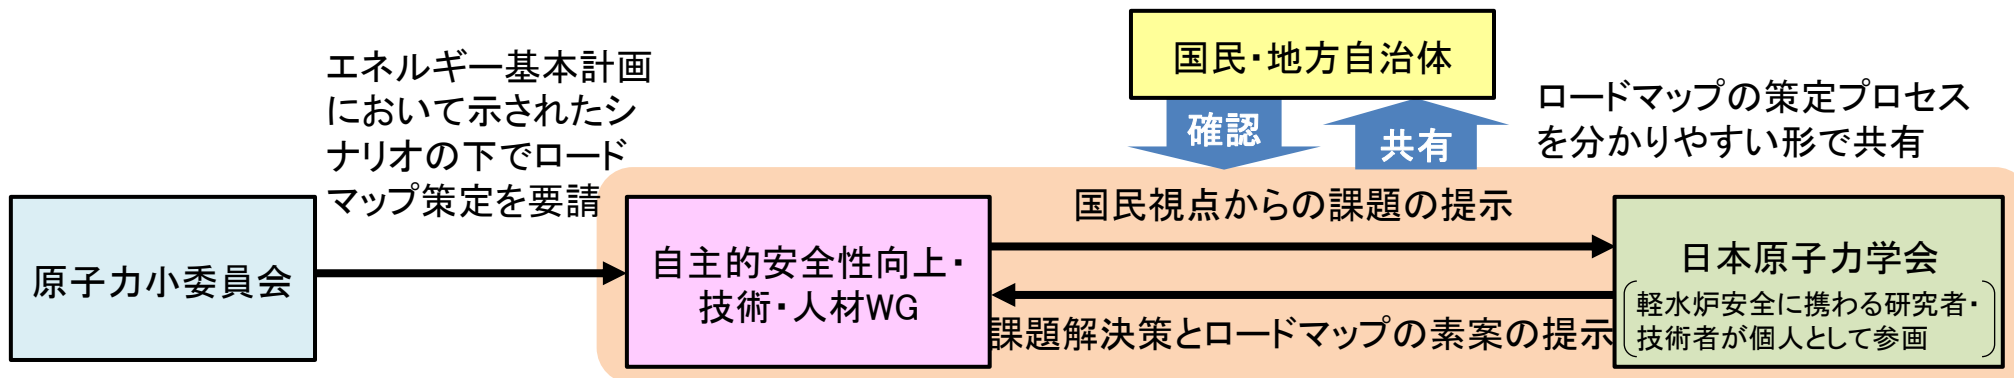 エネルギー基本計画
において示されたシ
ナリオの下でロード
マップ策定を要請
国民・地方自治体
確認
共有
ロードマップの策定プロセス
を分かりやすい形で共有
原子力小委員会
自主的安全性向上・
技術・人材WG
国民視点からの課題の提示
課題解決策とロードマップの素案の提示
日本原子力学会
軽水炉安全に携わる研究者・
技術者が個人として参画